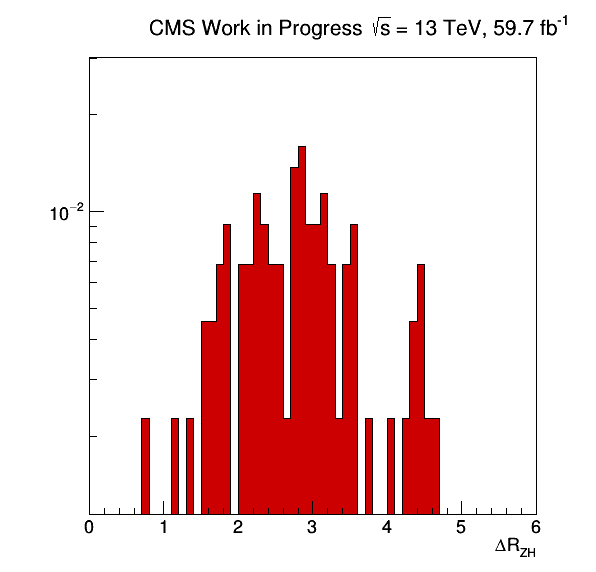 CMS Work in Progress √s = 13 TeV, 59.7 fb⁻¹
10⁻²
0 1 2 3 4 5 6
ΔR_ZH